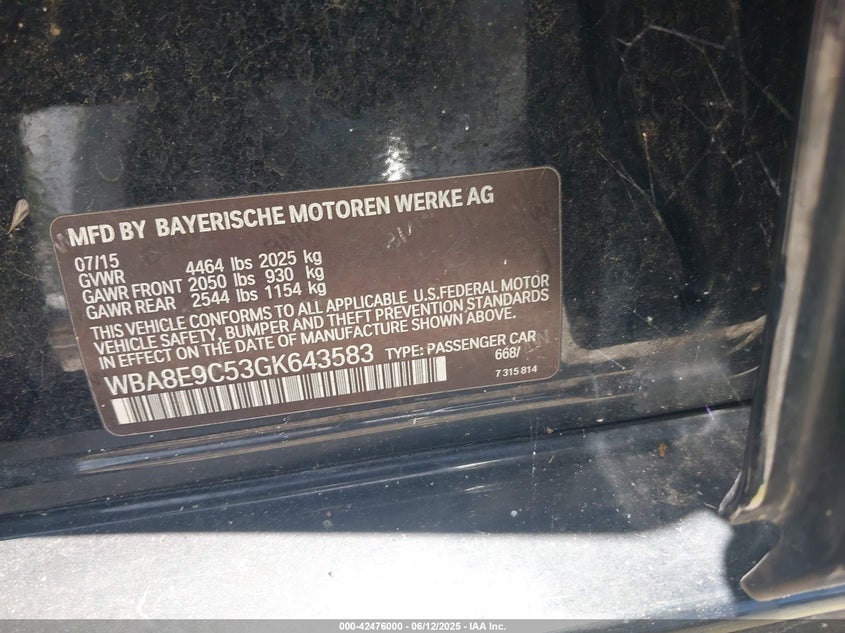 MFD BY BAYERISCHE MOTOREN WERKE AG
07/15
GVWR 4464 lbs 2025 kg
GAWR FRONT 2050 lbs 930 kg
GAWR REAR 2544 lbs 1154 kg
THIS VEHICLE CONFORMS TO ALL APPLICABLE U.S.FEDERAL MOTOR
VEHICLE SAFETY, BUMPER AND THEFT PREVENTION STANDARDS
IN EFFECT ON THE DATE OF MANUFACTURE SHOWN ABOVE.
WBA8E9C53GK643583 TYPE: PASSENGER CAR
668/
7 315 814
000-42476000 - 06/12/2025 - IAA Inc.